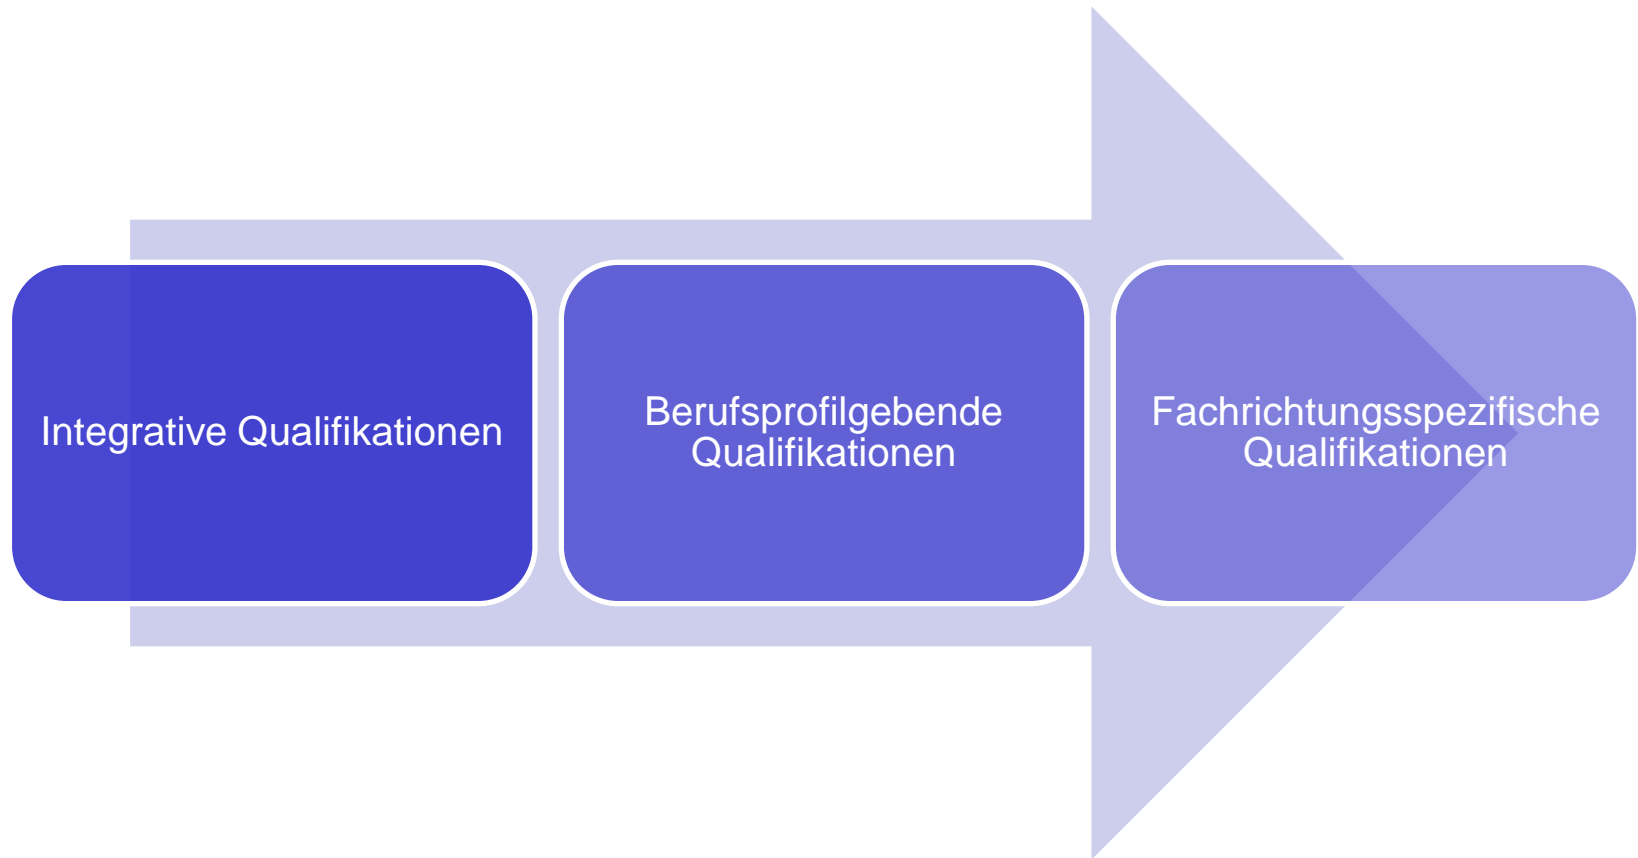 Integrative Qualifikationen
Berufsprofilgebende
Qualifikationen
Fachrichtungsspezifische
Qualifikationen